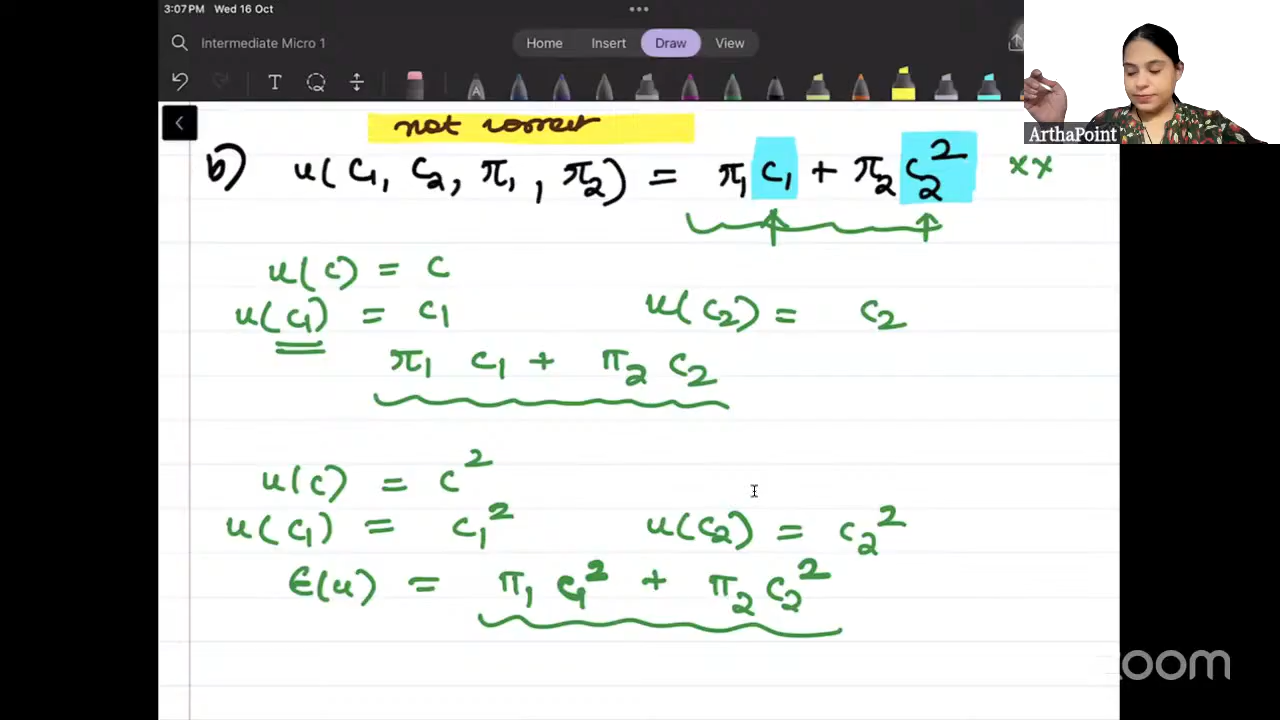 3:07PM Wed 16 Oct
Intermediate Micro 1
Home Insert Draw View
T
A
ArthaPoint
not correct
b) u(c1, c2, π1, π2) = π1 c1 + π2 c2² xx
u(c) = c
u(c1) = c1 u(c2) = c2
π1 c1 + π2 c2
u(c) = c²
u(c1) = c1² u(c2) = c2²
E(u) = π1 c1² + π2 c2²
zoom